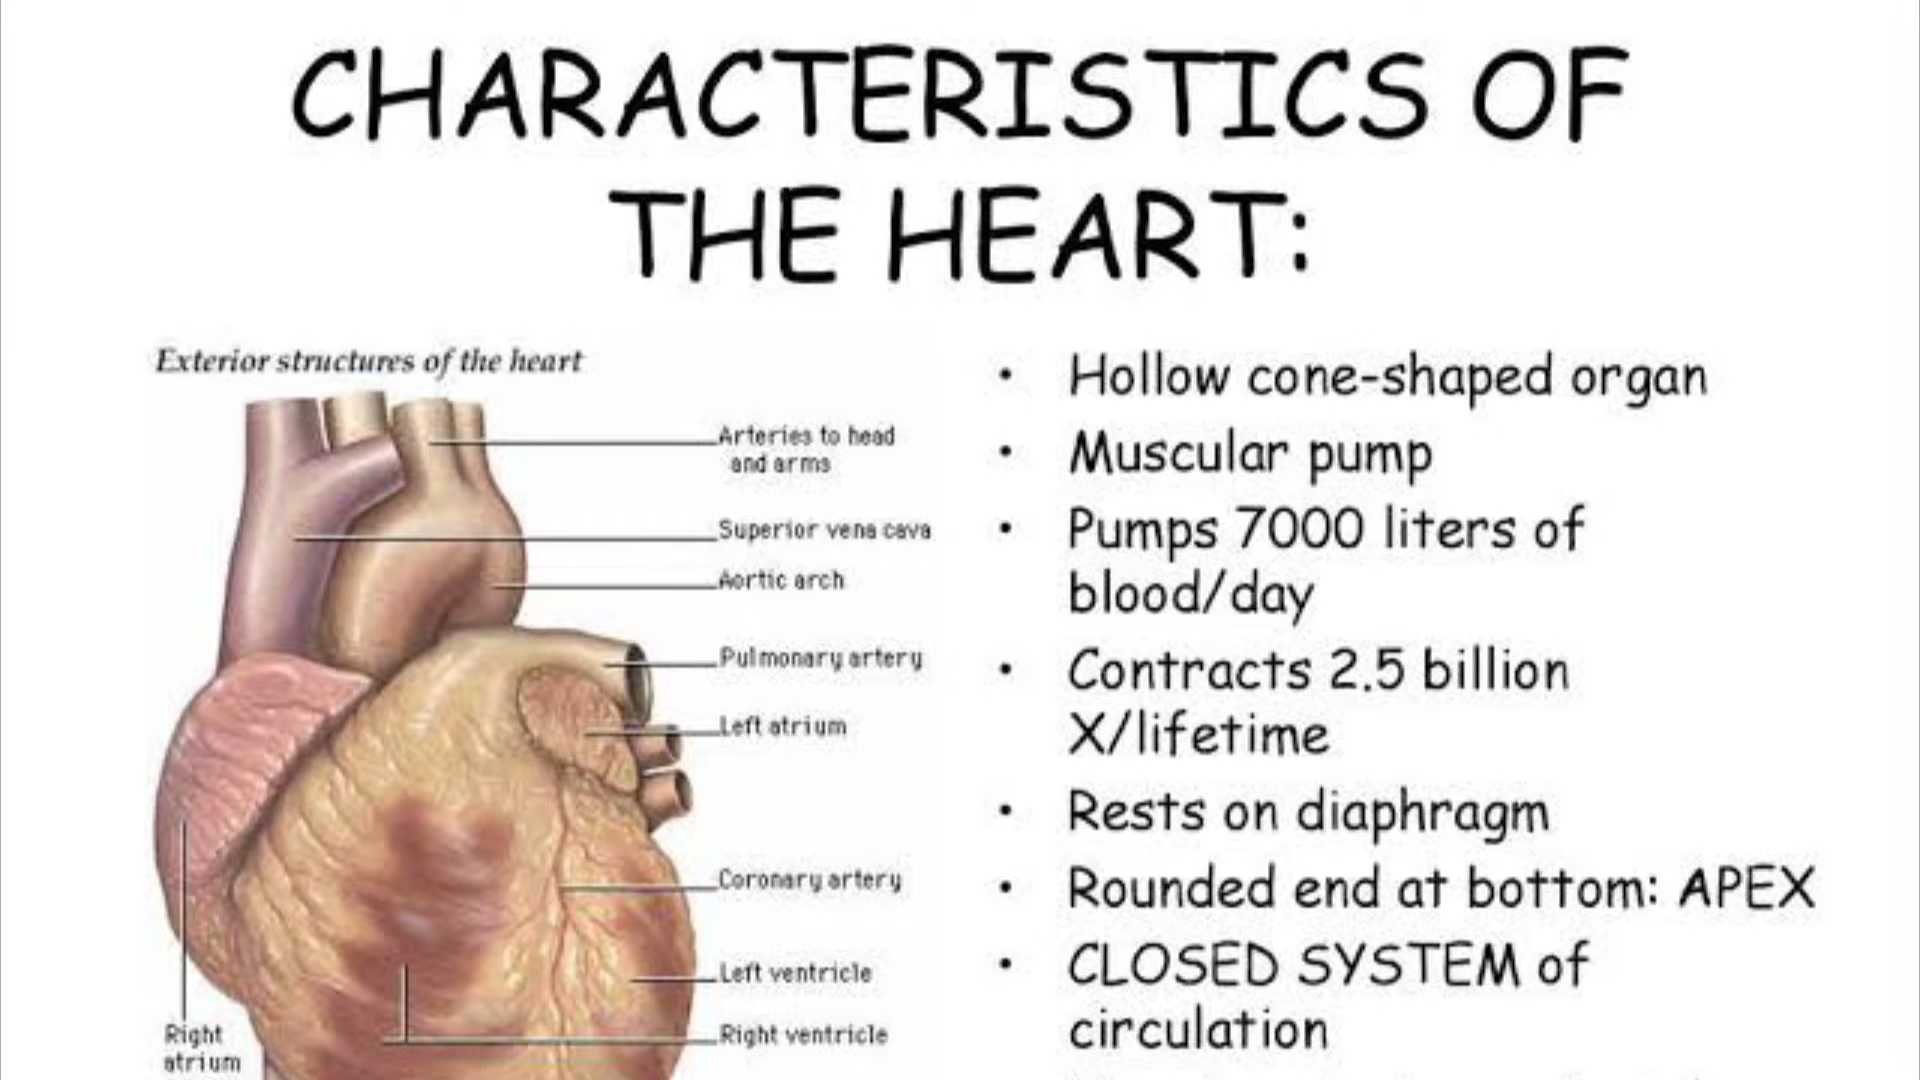 CHARACTERISTICS OF
THE HEART:
Exterior structures of the heart
Arteries to head
and arms
Superior vena cava
Aortic arch
Pulmonary artery
Left atrium
Coronary artery
Left ventricle
Right ventricle
Right
atrium
• Hollow cone-shaped organ
• Muscular pump
• Pumps 7000 liters of
blood/day
• Contracts 2.5 billion
X/lifetime
• Rests on diaphragm
• Rounded end at bottom: APEX
• CLOSED SYSTEM of
circulation